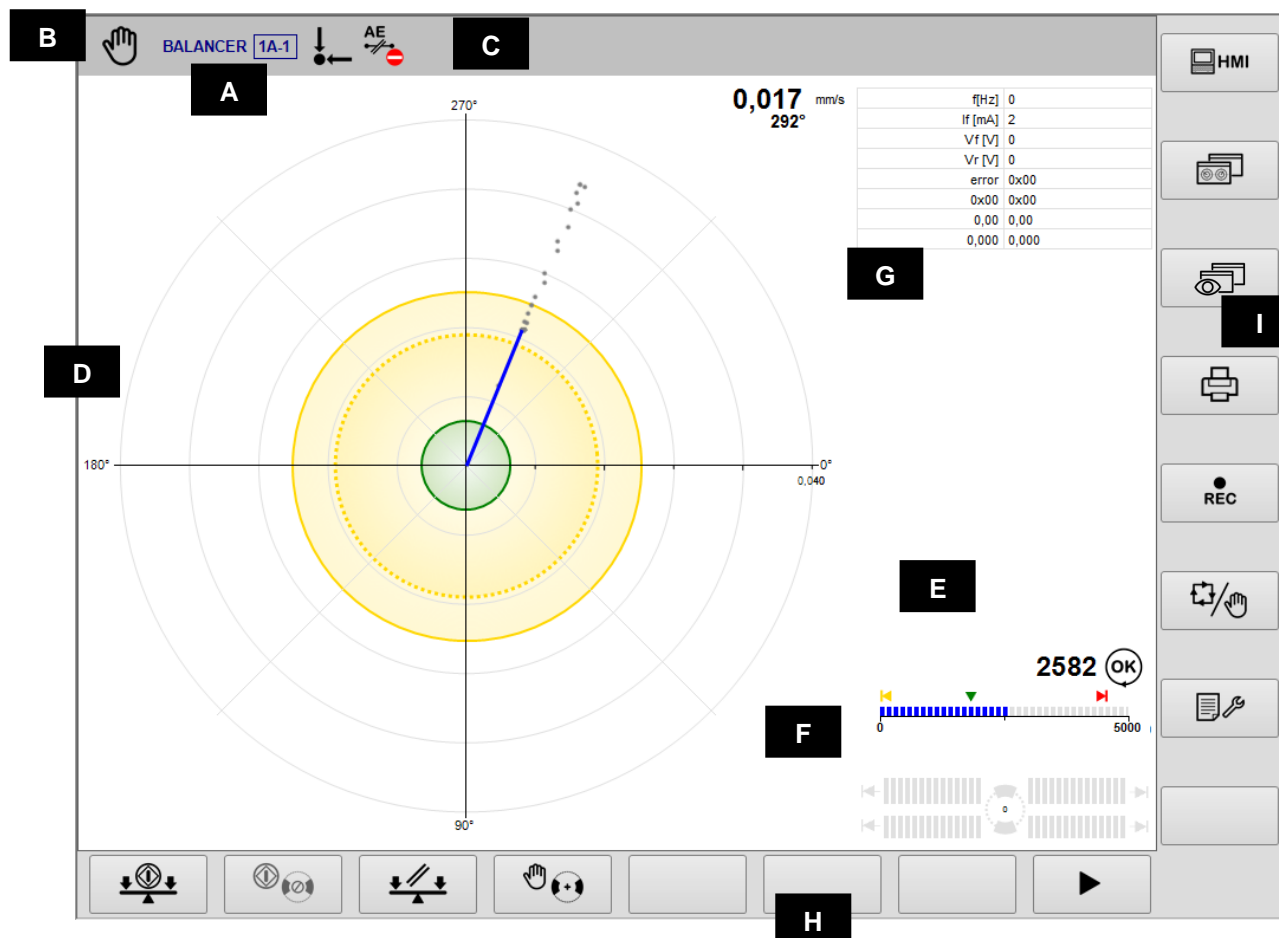 B
BALANCER 1A-1
AE
C
HMI
A
270°
0,017 mm/s
292°
f[Hz] 0
If [mA] 2
Vf [V] 0
Vr [V] 0
error 0x00
0x00 0x00
0,00 0,00
0,000 0,000
G
I
D
180°
0°
0,040
REC
E
2582 OK
F
0 5000
0
90°
H